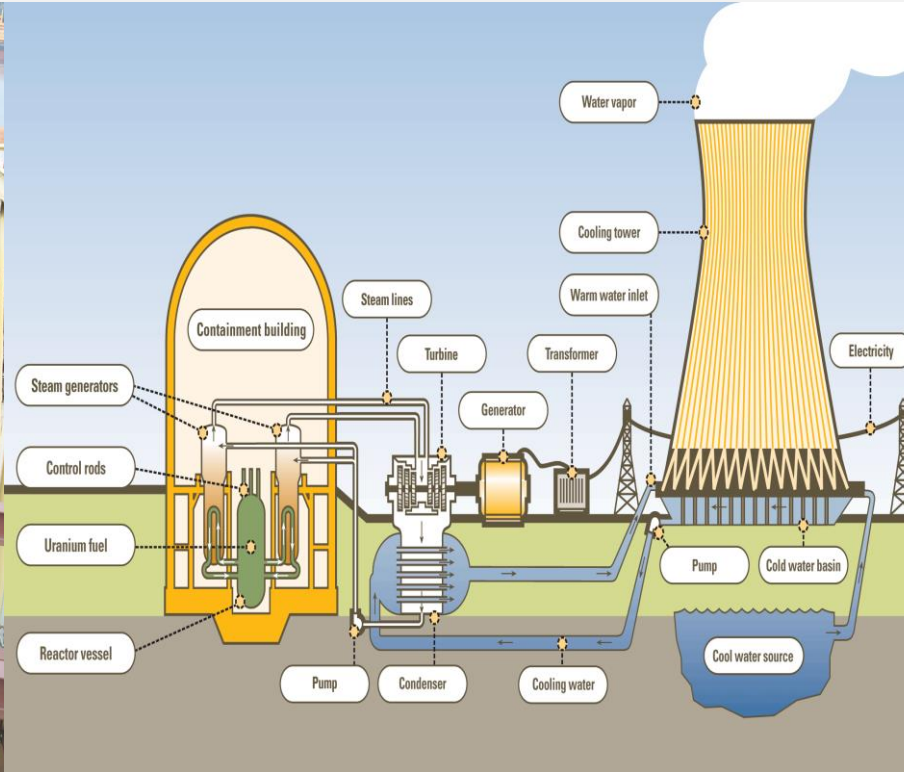 Water vapor
Cooling tower
Steam lines
Warm water inlet
Containment building
Turbine
Transformer
Electricity
Steam generators
Generator
Control rods
Uranium fuel
Pump
Cold water basin
Reactor vessel
Cool water source
Pump
Condenser
Cooling water